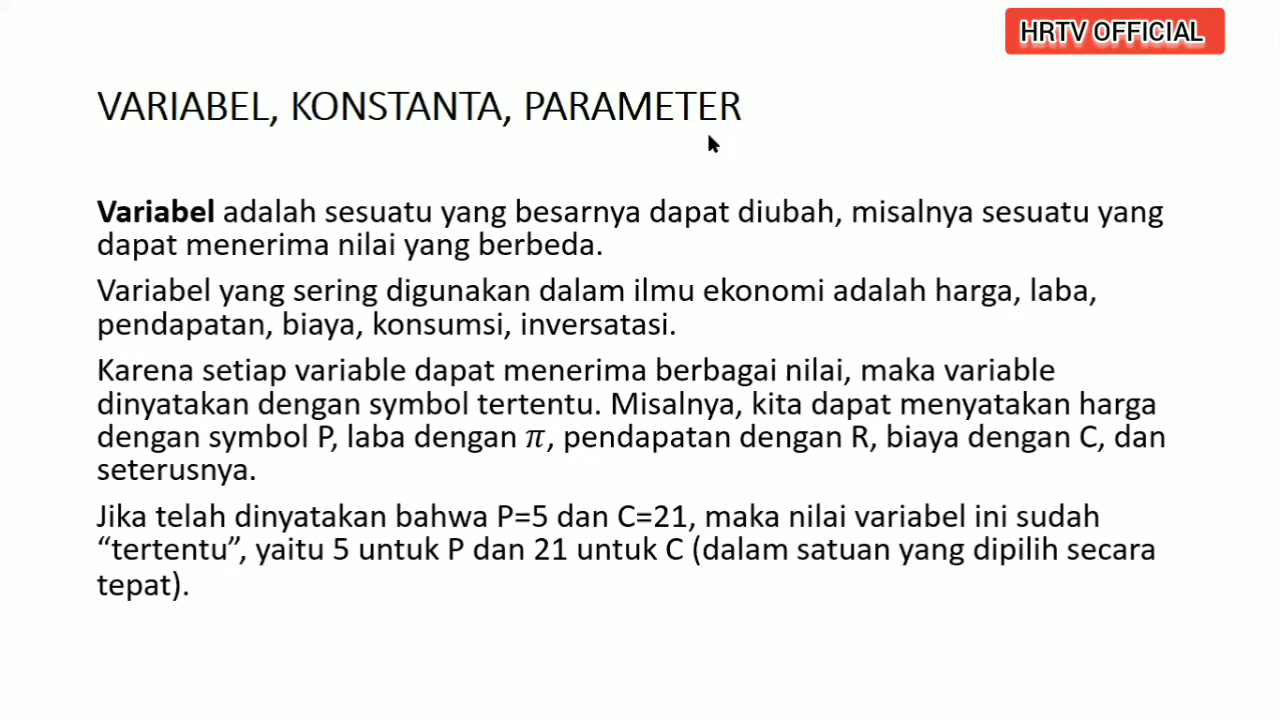 HRTV OFFICIAL
VARIABEL, KONSTANTA, PARAMETER
Variabel adalah sesuatu yang besarnya dapat diubah, misalnya sesuatu yang
dapat menerima nilai yang berbeda.
Variabel yang sering digunakan dalam ilmu ekonomi adalah harga, laba,
pendapatan, biaya, konsumsi, inversatasi.
Karena setiap variable dapat menerima berbagai nilai, maka variable
dinyatakan dengan symbol tertentu. Misalnya, kita dapat menyatakan harga
dengan symbol P, laba dengan 𝜋, pendapatan dengan R, biaya dengan C, dan
seterusnya.
Jika telah dinyatakan bahwa P=5 dan C=21, maka nilai variabel ini sudah
“tertentu”, yaitu 5 untuk P dan 21 untuk C (dalam satuan yang dipilih secara
tepat).